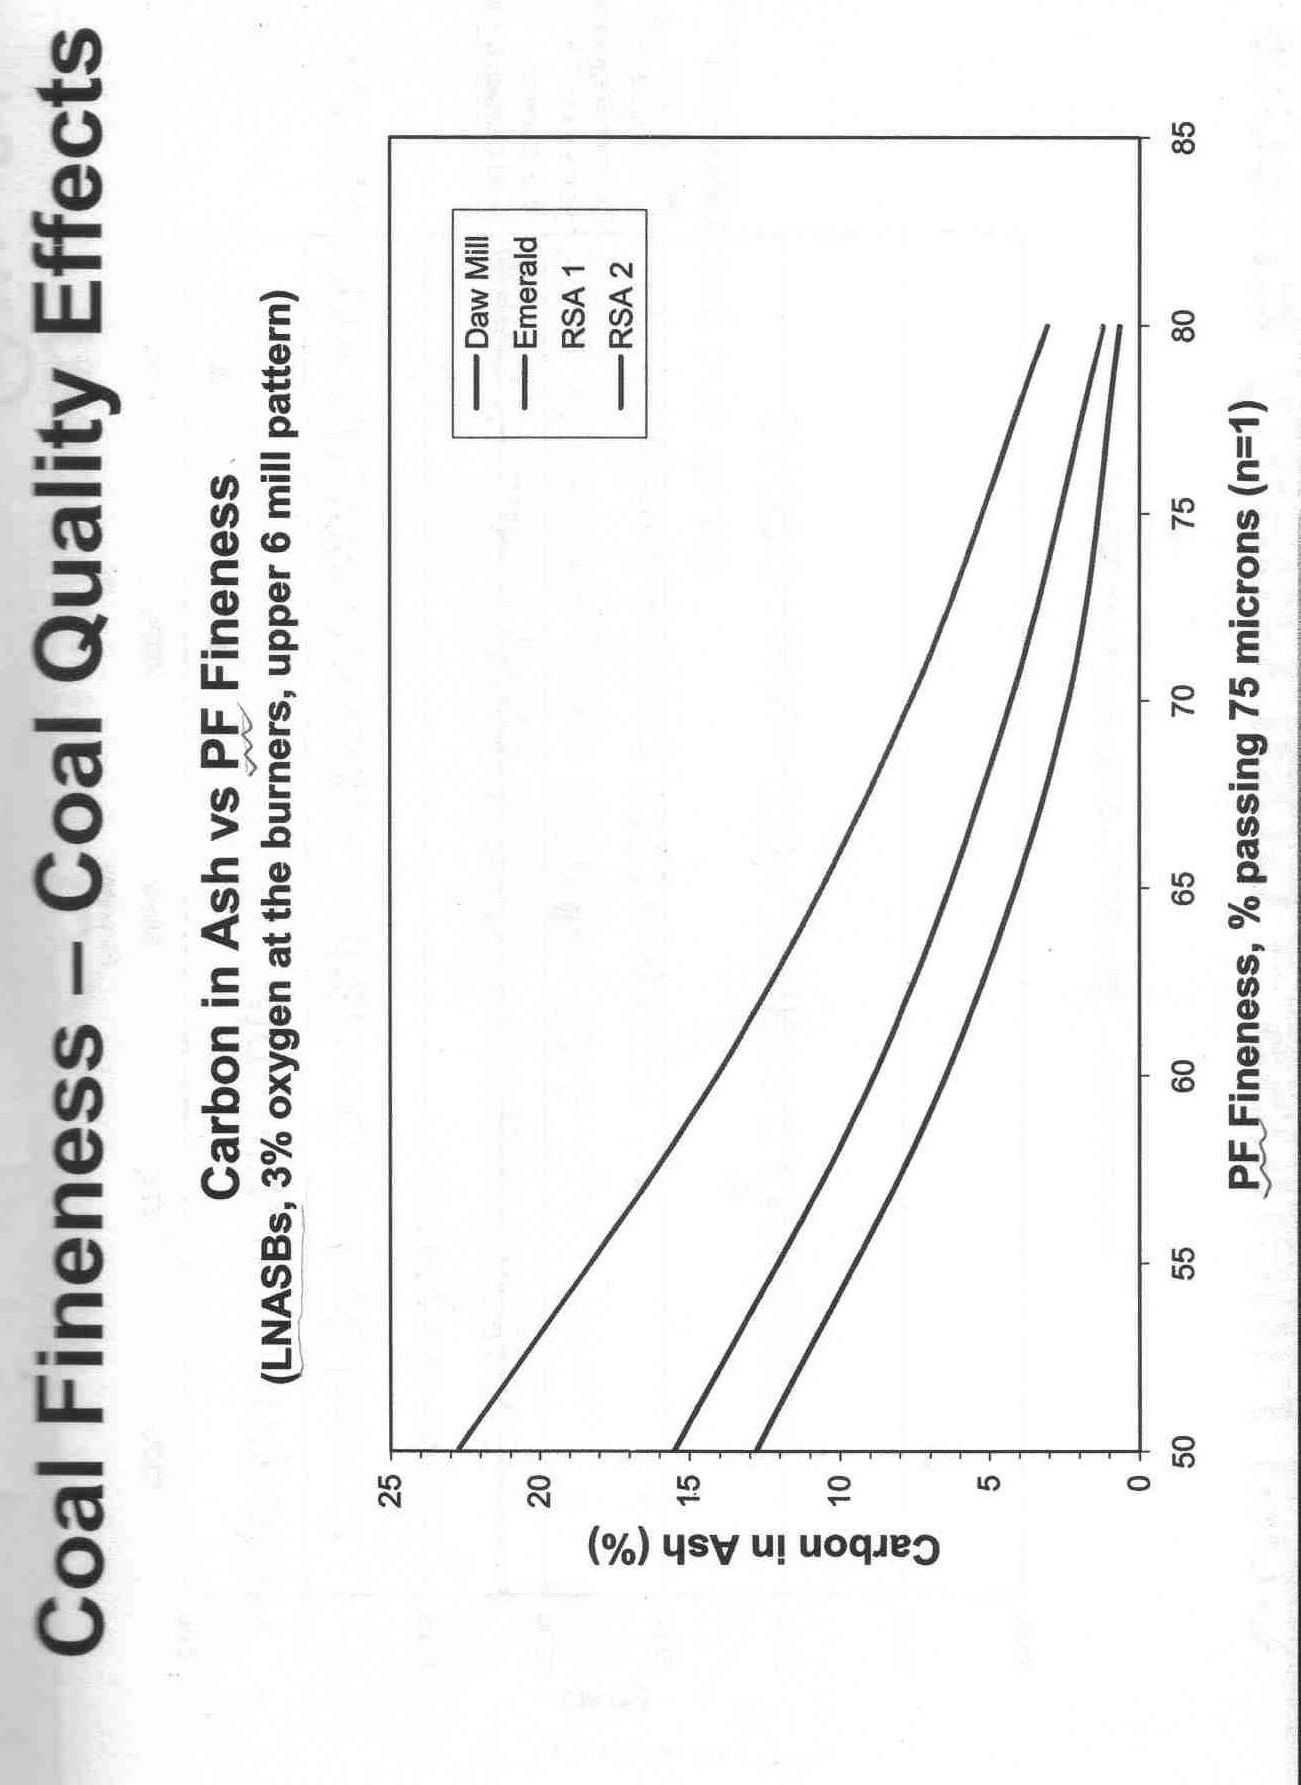 Coal Fineness – Coal Quality Effects
Carbon in Ash vs PF Fineness
(LNASBs, 3% oxygen at the burners, upper 6 mill pattern)
25
20
15
10
5
0
Carbon in Ash (%)
Daw Mill
Emerald
RSA 1
RSA 2
50 55 60 65 70 75 80 85
PF Fineness, % passing 75 microns (n=1)